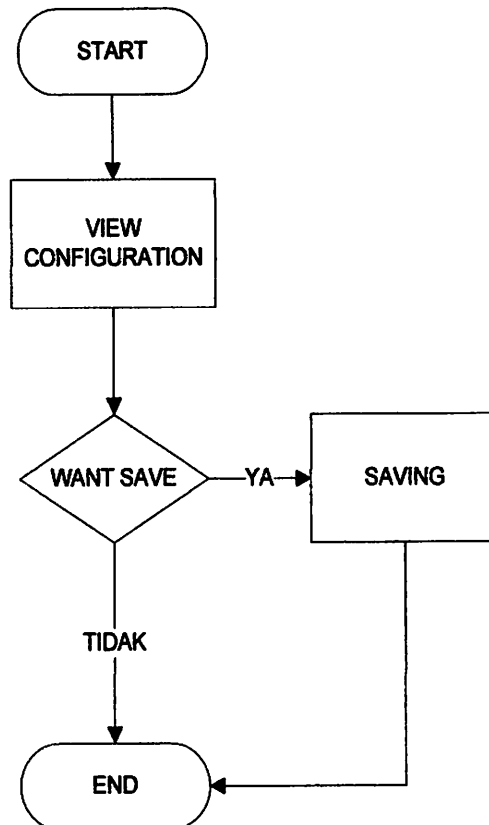 START
VIEW
CONFIGURATION
WANT SAVE
YA
SAVING
TIDAK
END